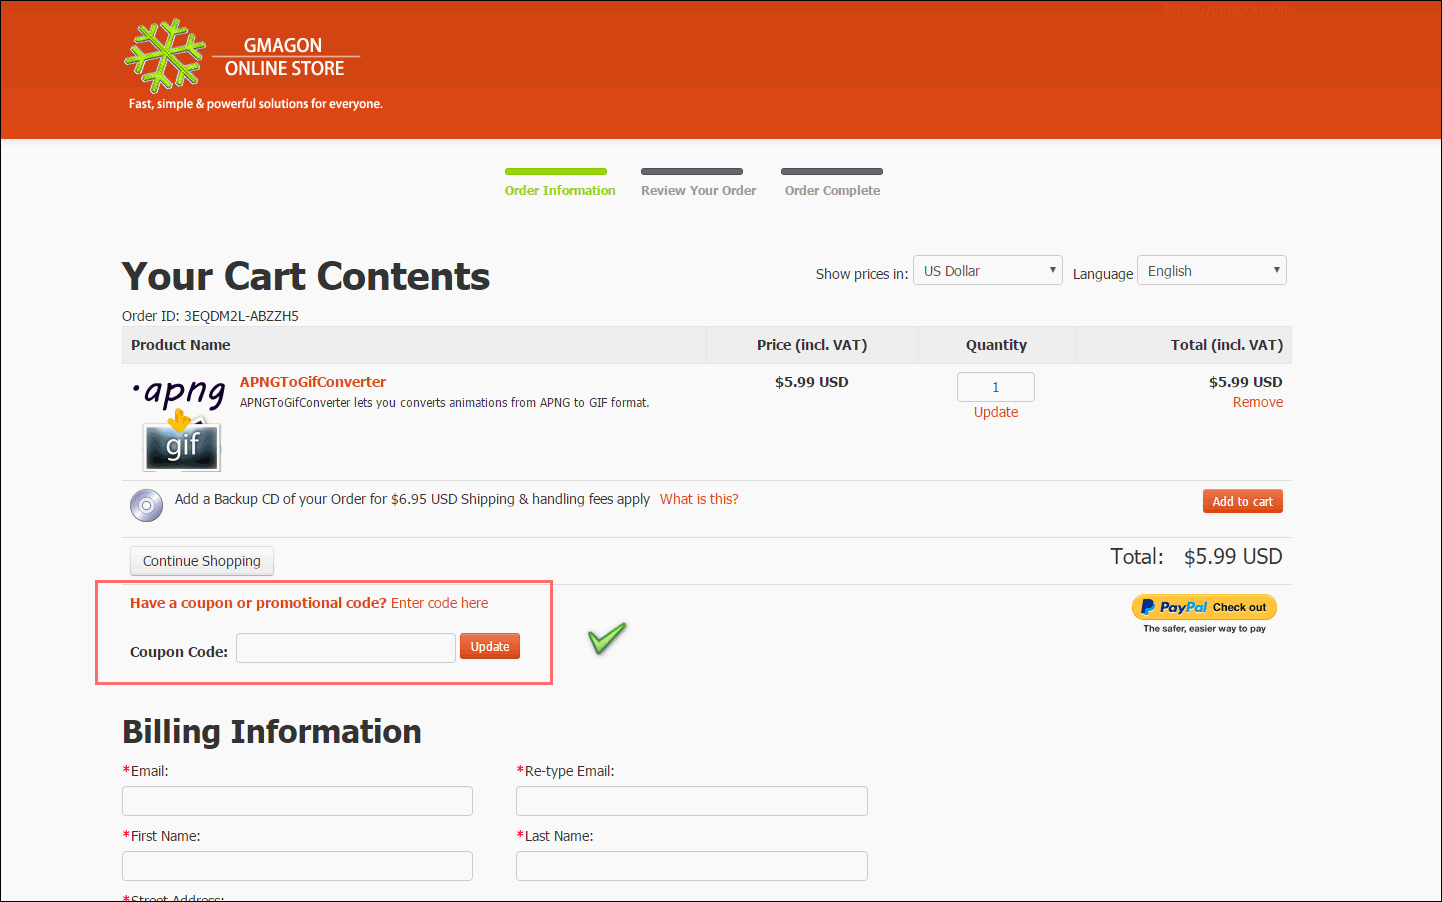 https://gmagon.com
GMAGON
ONLINE STORE
Fast, simple & powerful solutions for everyone.
Order Information Review Your Order Order Complete
Your Cart Contents
Show prices in: US Dollar Language English
Order ID: 3EQDM2L-ABZZH5
Product Name Price (incl. VAT) Quantity Total (incl. VAT)
.apng
gif
APNGToGifConverter $5.99 USD 1 $5.99 USD
APNGToGifConverter lets you converts animations from APNG to GIF format.
Update Remove
Add a Backup CD of your Order for $6.95 USD Shipping & handling fees apply What is this? Add to cart
Continue Shopping Total: $5.99 USD
Have a coupon or promotional code? Enter code here
PayPal Check out
The safer, easier way to pay
Coupon Code: Update
Billing Information
*Email: *Re-type Email:
*First Name: *Last Name:
*Street Address: